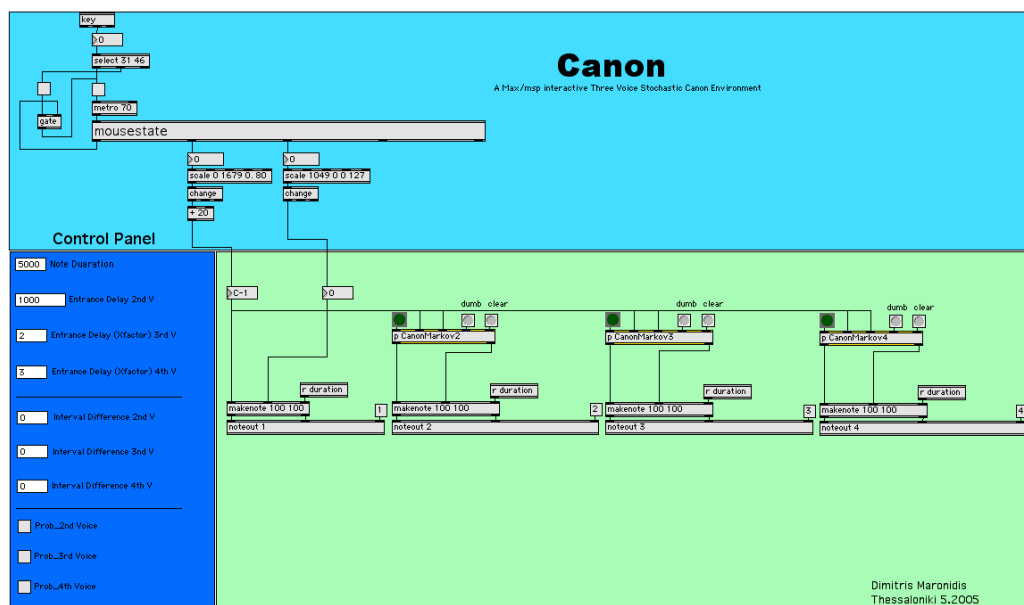 key
0
select 31 46
Canon
A Max/msp interactive Three Voice Stochastic Canon Environment
metro 70
gate
mousestate
0
0
scale 0 1679 0. 80
scale 1049 0 0 127
change
change
+ 20
Control Panel
5000 Note Duaration
C-1
0
1000 Entrance Delay 2nd V
dumb clear
dumb clear
dumb clear
2 Entrance Delay (Xfactor) 3rd V
p CanonMarkov2
p CanonMarkov3
p CanonMarkov4
3 Entrance Delay (Xfactor) 4th V
r duration
r duration
r duration
r duration
makenote 100 100
1
makenote 100 100
2
makenote 100 100
3
makenote 100 100
4
0 Interval Difference 2nd V
noteout 1
noteout 2
noteout 3
noteout 4
0 Interval Difference 3nd V
0 Interval Difference 4th V
Prob_2nd Voice
Prob_3rd Voice
Prob_4th Voice
Dimitris Maronidis
Thessaloniki 5.2005